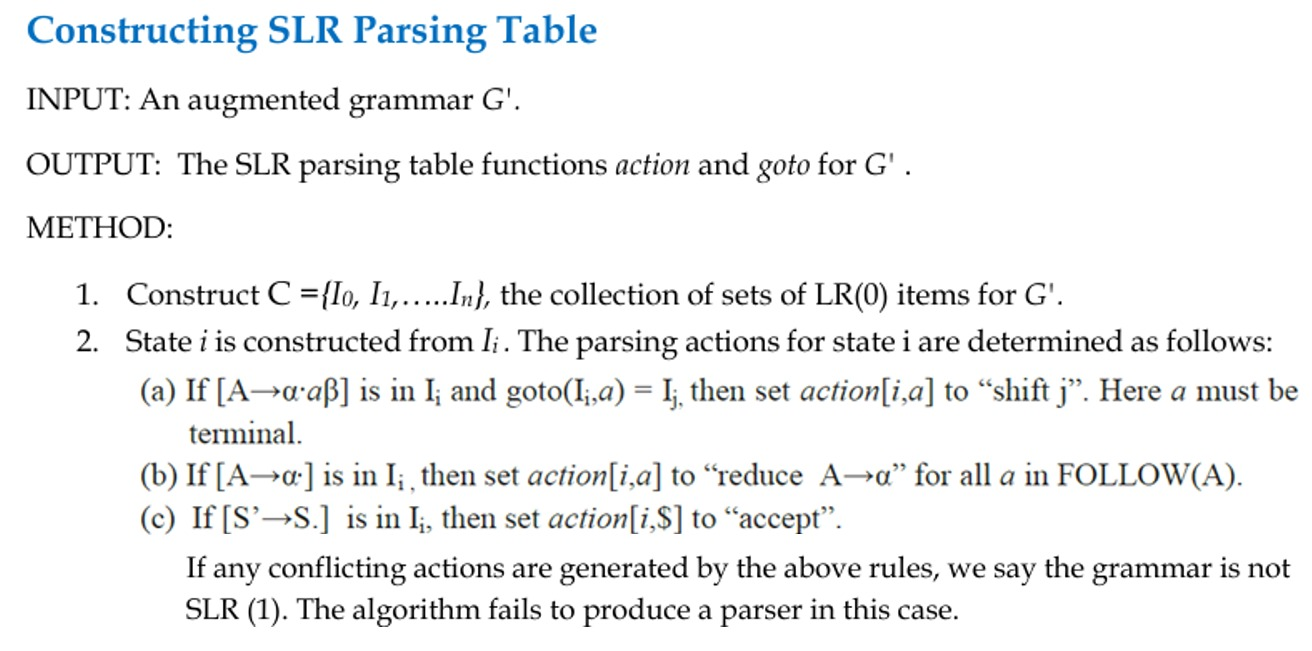 Constructing SLR Parsing Table
INPUT: An augmented grammar G'.
OUTPUT:  The SLR parsing table functions action and goto for G' .
METHOD:
1. Construct C ={I0, I1,…..In}, the collection of sets of LR(0) items for G'.
2. State i is constructed from Ii . The parsing actions for state i are determined as follows:
(a) If [A→α·aβ] is in Ii and goto(Ii,a) = Ij, then set action[i,a] to “shift j”. Here a must be
terminal.
(b) If [A→α·] is in Ii , then set action[i,a] to “reduce  A→α” for all a in FOLLOW(A).
(c)  If [S’→S.]  is in Ii, then set action[i,$] to “accept”.
If any conflicting actions are generated by the above rules, we say the grammar is not
SLR (1). The algorithm fails to produce a parser in this case.